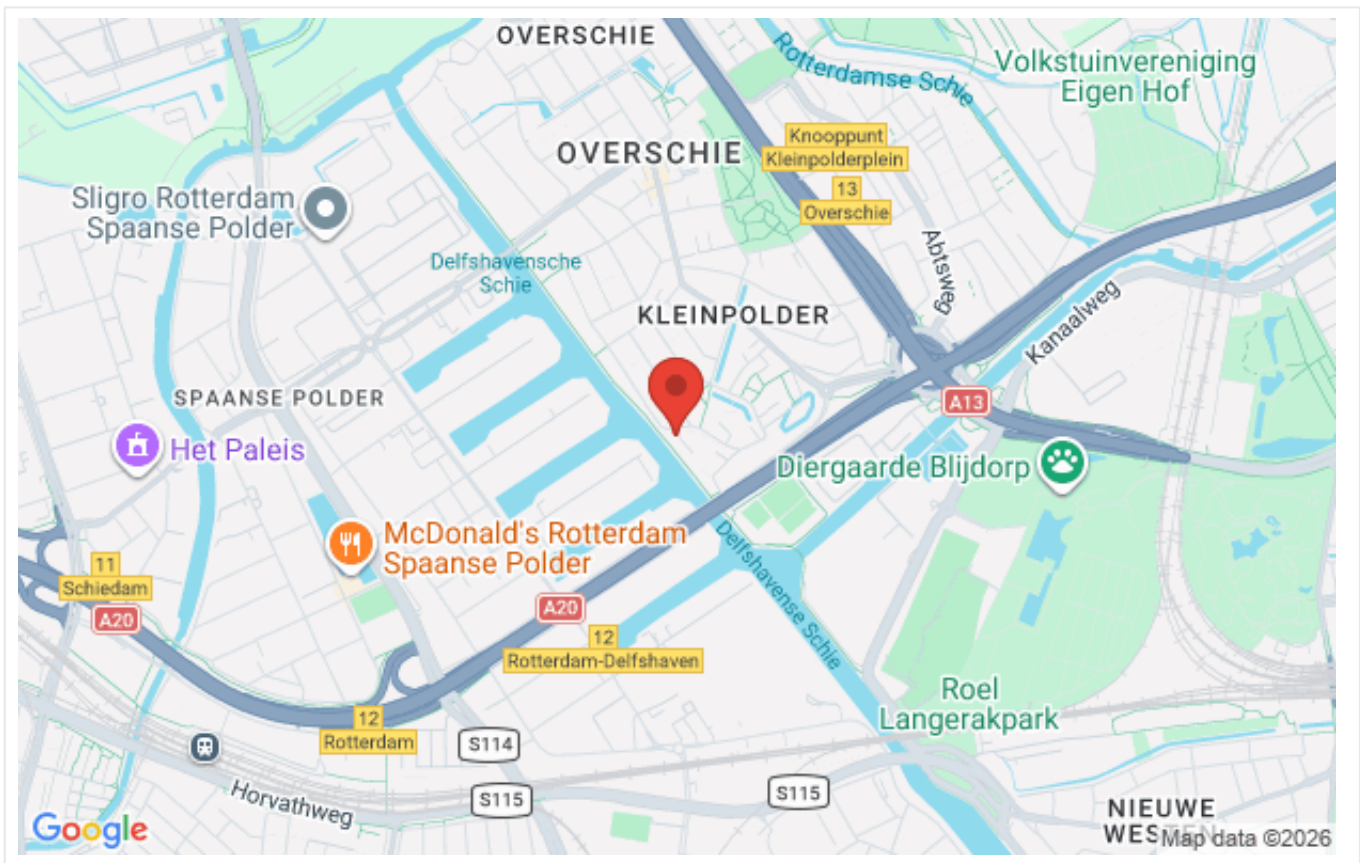 OVERSCHIE
Rotterdamse Schie
Volkstuinvereniging
Eigen Hof
Knooppunt
Kleinpolderplein
OVERSCHIE
13
Overschie
Sligro Rotterdam
Spaanse Polder
Abtsweg
Delfshavensche
Schie
KLEINPOLDER
Kanaalweg
SPAANSE POLDER
A13
Het Paleis
Diergaarde Blijdorp
McDonald's Rotterdam
Spaanse Polder
Delfshavense Schie
11
Schiedam
A20
A20
12
Rotterdam-Delfshaven
Roel
Langerakpark
12
Rotterdam
S114
S115
S115
Horvathweg
NIEUWE
Google
Map data ©2026